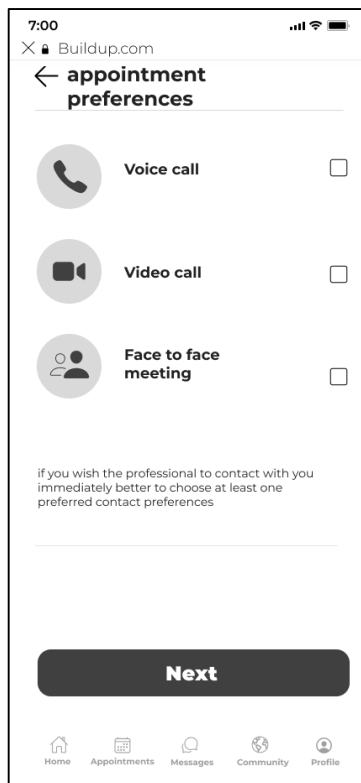 7:00
Buildup.com
appointment
preferences
Voice call
Video call
Face to face
meeting
if you wish the professional to contact with you
immediately better to choose at least one
preferred contact preferences
Next
Home Appointments Messages Community Profile